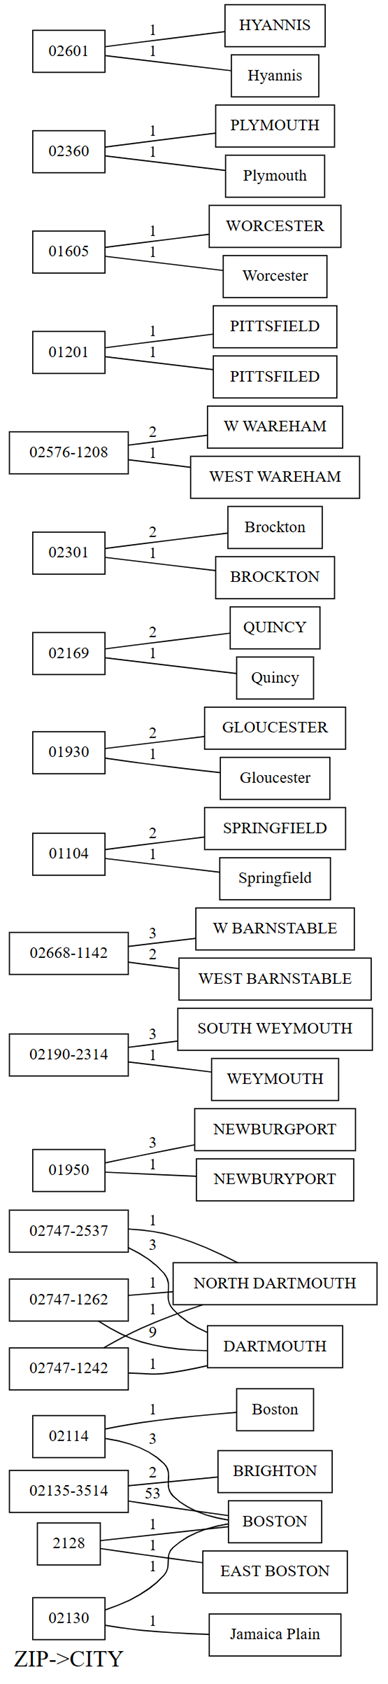 HYANNIS
1
02601
1
Hyannis
PLYMOUTH
1
02360
1
Plymouth
WORCESTER
1
01605
1
Worcester
PITTSFIELD
1
01201
1
PITTSFILED
W WAREHAM
2
02576-1208
1
WEST WAREHAM
Brockton
2
02301
1
BROCKTON
QUINCY
2
02169
1
Quincy
GLOUCESTER
2
01930
1
Gloucester
SPRINGFIELD
2
01104
1
Springfield
W BARNSTABLE
3
02668-1142
2
WEST BARNSTABLE
SOUTH WEYMOUTH
3
02190-2314
1
WEYMOUTH
NEWBURGPORT
3
01950
1
NEWBURYPORT
02747-2537
1
3
NORTH DARTMOUTH
02747-1262
1
1
9
DARTMOUTH
02747-1242
1
Boston
1
02114
3
BRIGHTON
2
02135-3514
53
BOSTON
2128
1
1
EAST BOSTON
1
02130
1
Jamaica Plain
ZIP->CITY